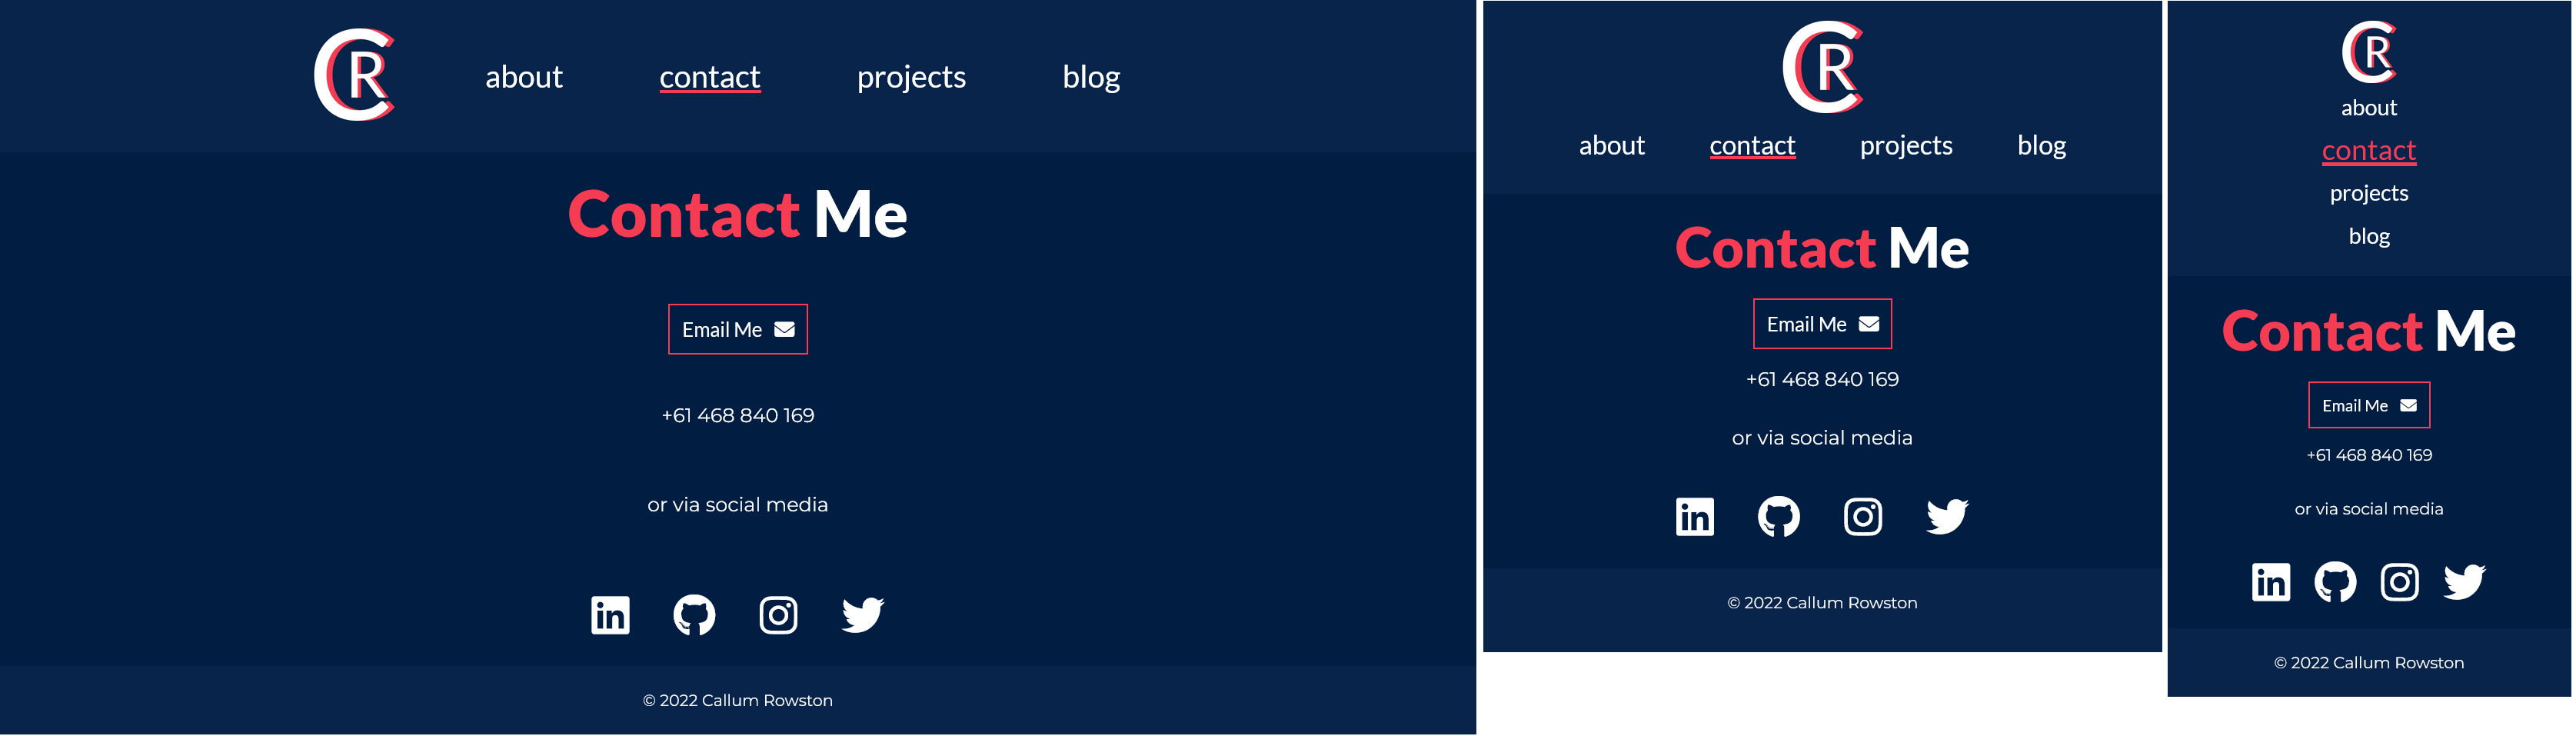 CR
about contact projects blog
Contact Me
Email Me
+61 468 840 169
or via social media
in
© 2022 Callum Rowston
CR
about contact projects blog
Contact Me
Email Me
+61 468 840 169
or via social media
in
© 2022 Callum Rowston
CR
about
contact
projects
blog
Contact Me
Email Me
+61 468 840 169
or via social media
in
© 2022 Callum Rowston